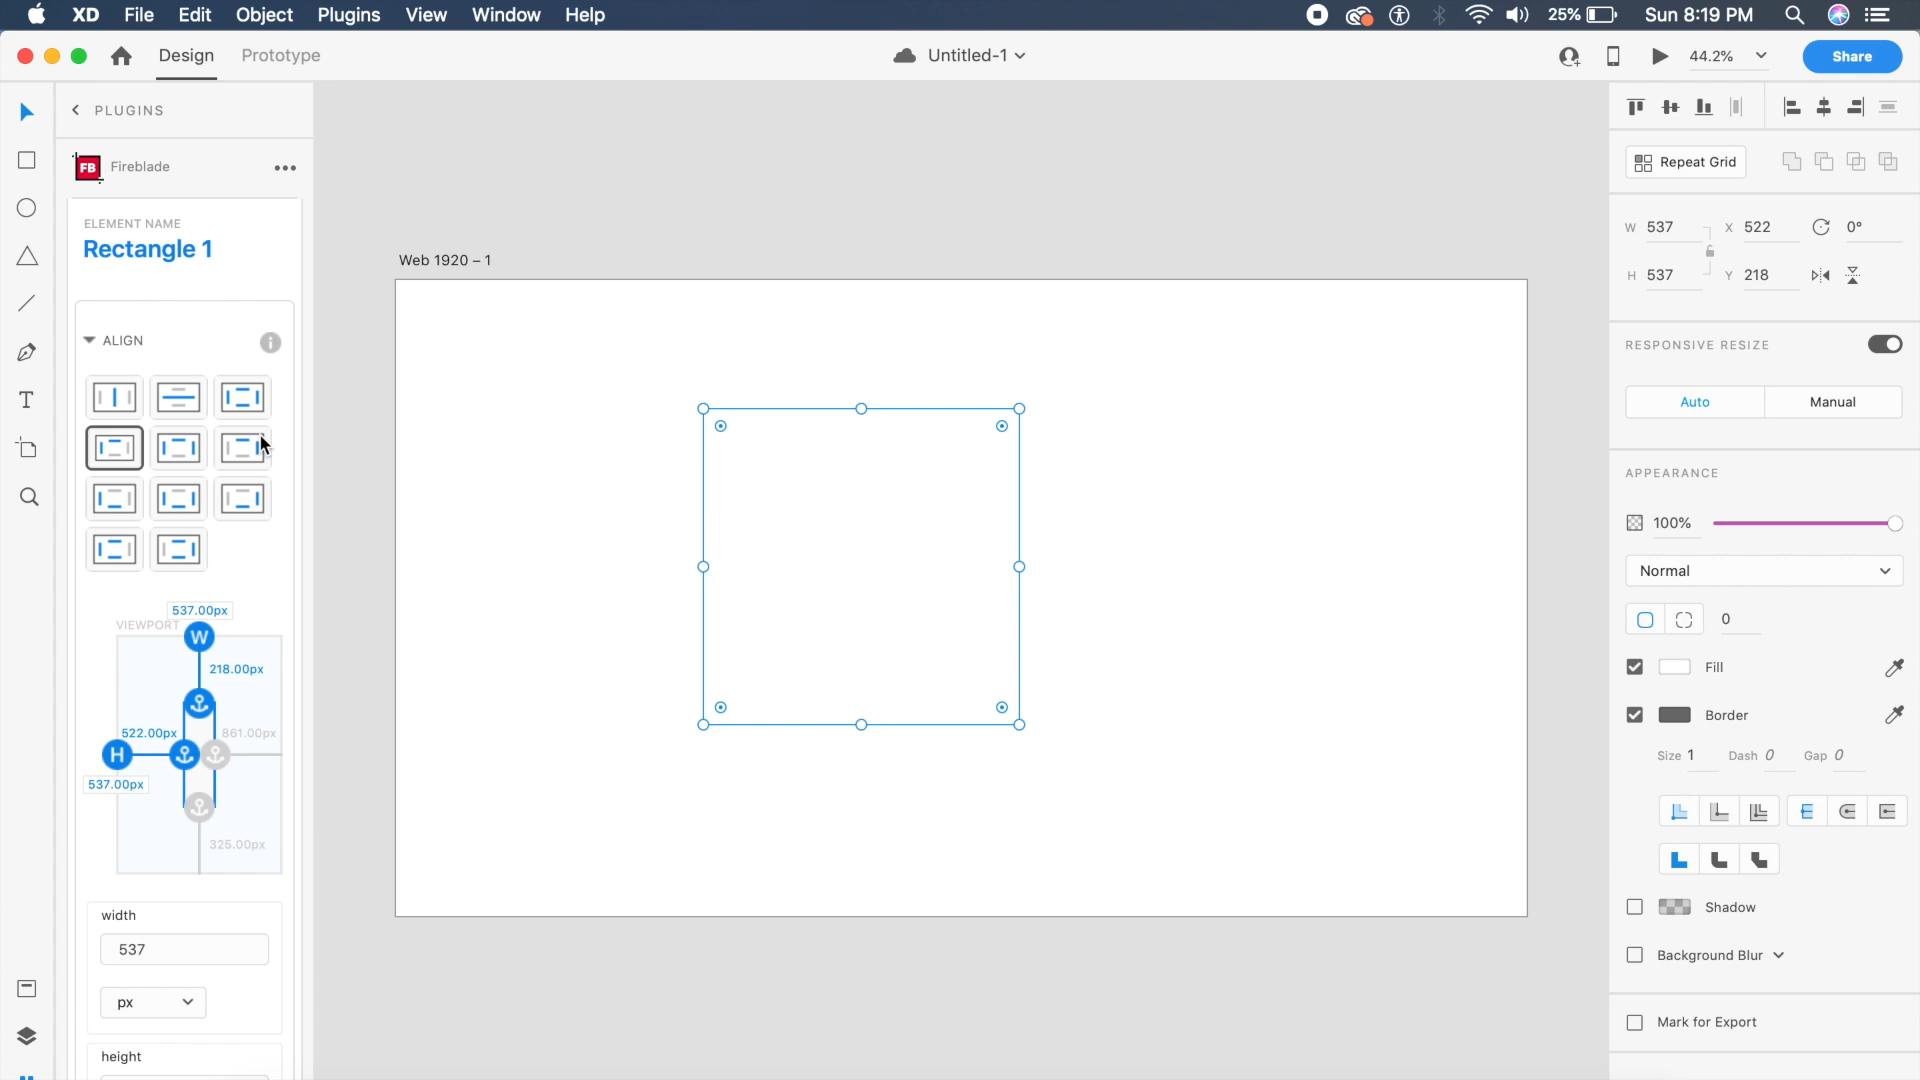 XD File Edit Object Plugins View Window Help 25% Sun 8:19 PM
Design Prototype Untitled-1 44.2% Share
PLUGINS
FB Fireblade
ELEMENT NAME
Rectangle 1
ALIGN
537.00px
VIEWPORT
W
218.00px
522.00px 861.00px
H
537.00px
325.00px
width
537
px
height
Web 1920 – 1
Repeat Grid
W 537 X 522 0°
H 537 Y 218
RESPONSIVE RESIZE
Auto Manual
APPEARANCE
100%
Normal
0
Fill
Border
Size 1 Dash 0 Gap 0
Shadow
Background Blur
Mark for Export